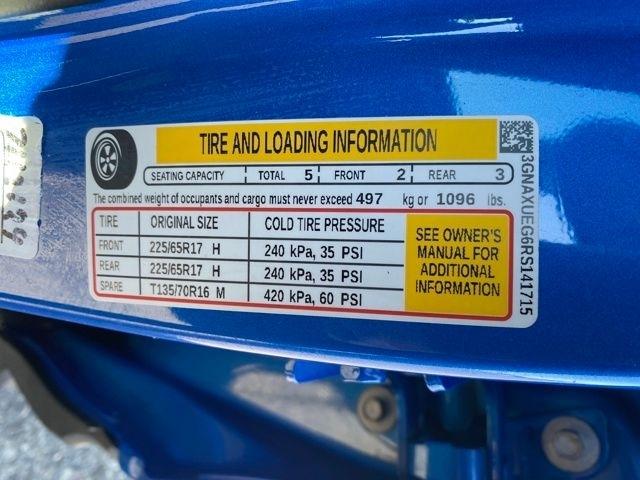 TIRE AND LOADING INFORMATION
SEATING CAPACITY TOTAL 5 FRONT 2 REAR 3
The combined weight of occupants and cargo must never exceed 497 kg or 1096 lbs.
TIRE ORIGINAL SIZE COLD TIRE PRESSURE
FRONT 225/65R17 H 240 kPa, 35 PSI
REAR 225/65R17 H 240 kPa, 35 PSI
SPARE T135/70R16 M 420 kPa, 60 PSI
SEE OWNER'S
MANUAL FOR
ADDITIONAL
INFORMATION
3GNAXUEG6RS141715